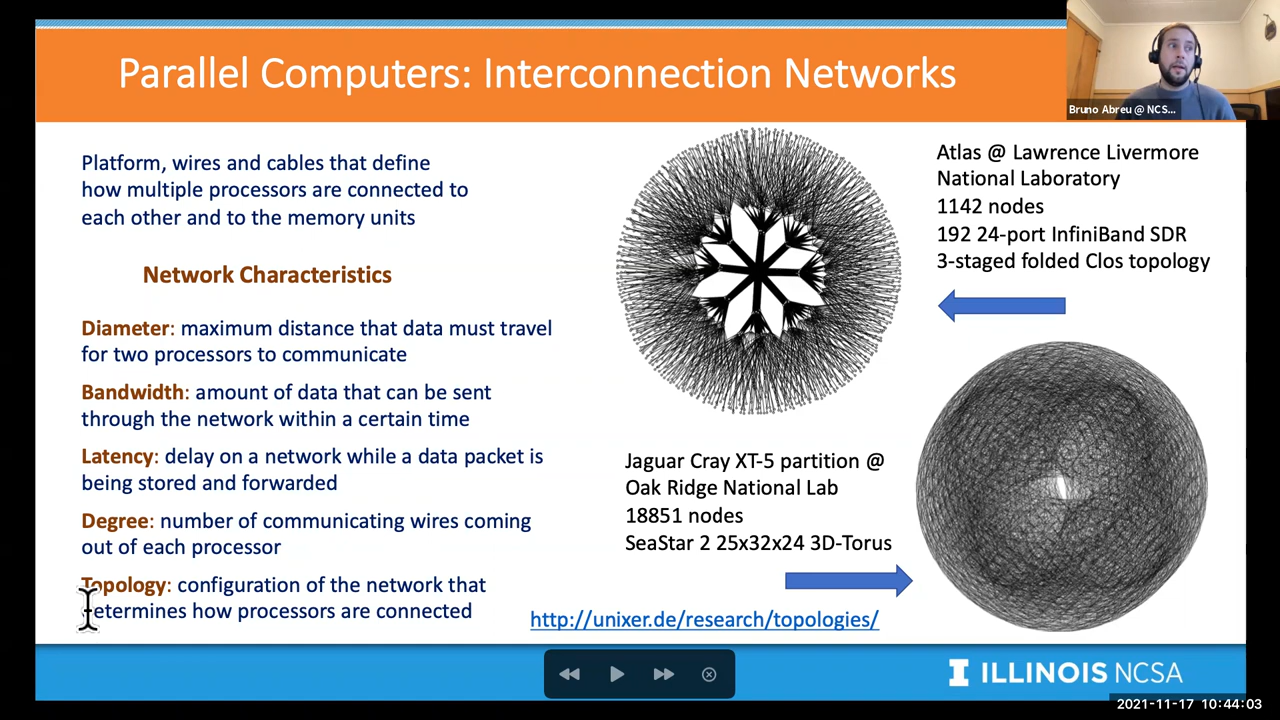 Parallel Computers: Interconnection Networks
Bruno Abreu @ NCS...
Platform, wires and cables that define
how multiple processors are connected to
each other and to the memory units
Network Characteristics
Diameter: maximum distance that data must travel
for two processors to communicate
Bandwidth: amount of data that can be sent
through the network within a certain time
Latency: delay on a network while a data packet is
being stored and forwarded
Degree: number of communicating wires coming
out of each processor
Topology: configuration of the network that
determines how processors are connected
Atlas @ Lawrence Livermore
National Laboratory
1142 nodes
192 24-port InfiniBand SDR
3-staged folded Clos topology
Jaguar Cray XT-5 partition @
Oak Ridge National Lab
18851 nodes
SeaStar 2 25x32x24 3D-Torus
http://unixer.de/research/topologies/
I ILLINOIS NCSA
2021-11-17 10:44:03